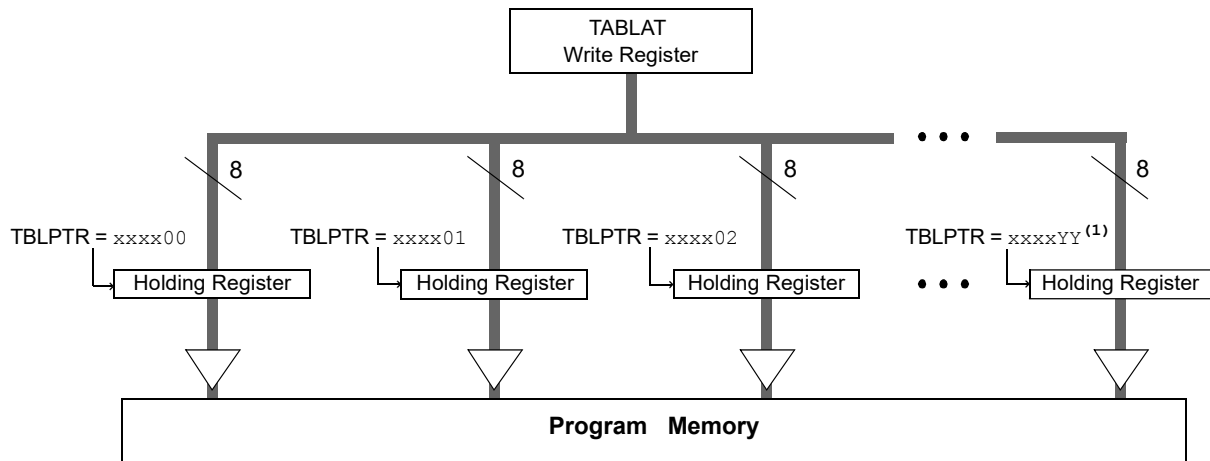 TABLAT
Write Register
• • •
8 8 8 8
TBLPTR = xxxx00 TBLPTR = xxxx01 TBLPTR = xxxx02 TBLPTR = xxxxYY(1)
Holding Register Holding Register Holding Register • • • Holding Register
Program Memory